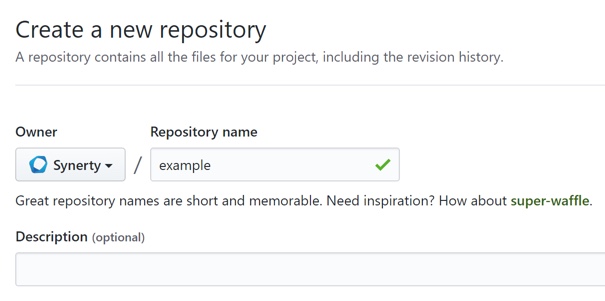 Create a new repository
A repository contains all the files for your project, including the revision history.
Owner Repository name
Synerty / example
Great repository names are short and memorable. Need inspiration? How about super-waffle.
Description (optional)